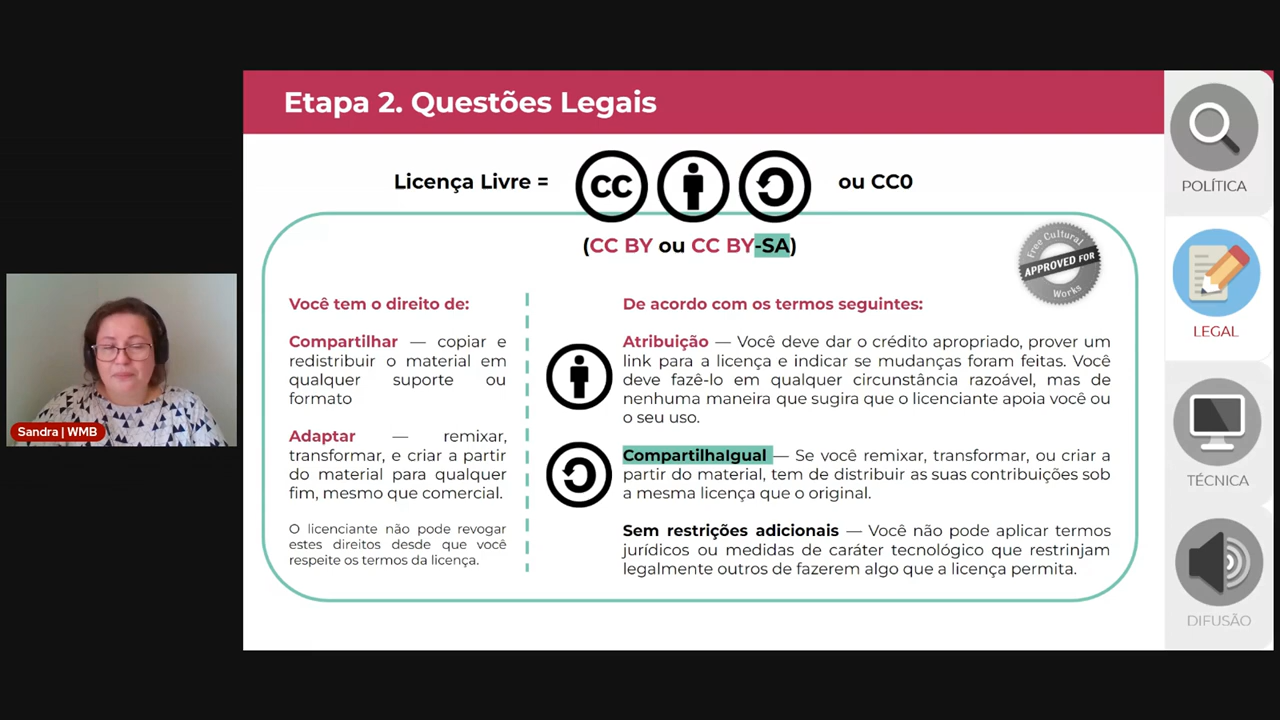 Etapa 2. Questões Legais
Licença Livre =
cc
ou CC0
(CC BY ou CC BY-SA)
Free Cultural
APPROVED FOR
Works
Você tem o direito de:
Compartilhar — copiar e
redistribuir o material em
qualquer suporte ou
formato
Adaptar — remixar,
transformar, e criar a partir
do material para qualquer
fim, mesmo que comercial.
O licenciante não pode revogar
estes direitos desde que você
respeite os termos da licença.
De acordo com os termos seguintes:
Atribuição — Você deve dar o crédito apropriado, prover um
link para a licença e inidcar se mudanças foram feitas. Você
deve fazê-lo em qualquer circunstância razoável, mas de
nenhuma maneira que sugira que o licenciante apoia você ou
o seu uso.
CompartilhaIgual — Se você remixar, transformar, ou criar a
partir do material, tem de distribuir as suas contribuições sob
a mesma licença que o original.
Sem restrições adicionais — Você não pode aplicar termos
jurídicos ou medidas de caráter tecnológico que restrinjam
legalmente outros de fazerem algo que a licença permita.
POLÍTICA
LEGAL
TÉCNICA
DIFUSÃO
Sandra | WMB